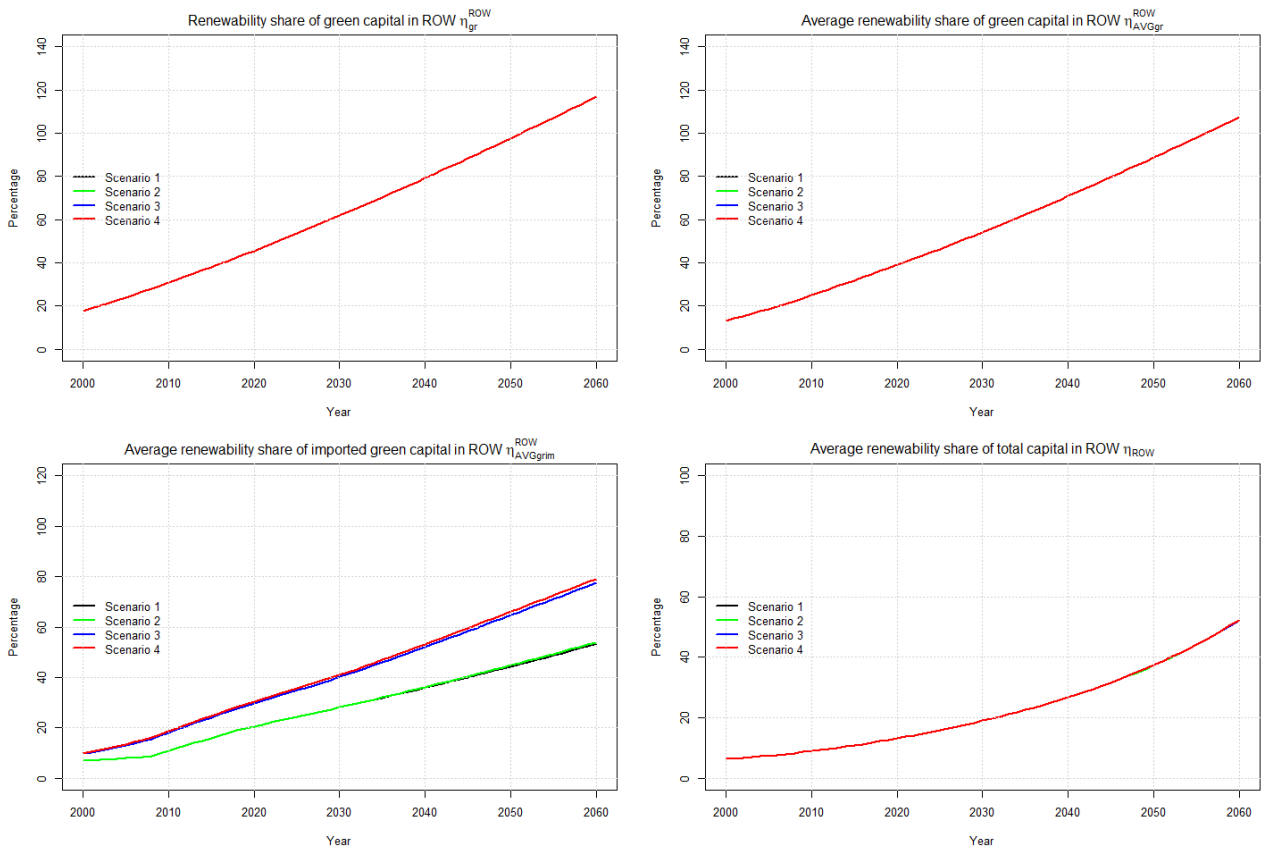 Renewability share of green capital in ROW η_gr^ROW
Percentage
140
120
100
80
60
40
20
0
Scenario 1
Scenario 2
Scenario 3
Scenario 4
2000 2010 2020 2030 2040 2050 2060
Year
Average renewability share of green capital in ROW η_AVGgr^ROW
Percentage
140
120
100
80
60
40
20
0
Scenario 1
Scenario 2
Scenario 3
Scenario 4
2000 2010 2020 2030 2040 2050 2060
Year
Average renewability share of imported green capital in ROW η_AVGgrim^ROW
Percentage
120
100
80
60
40
20
0
Scenario 1
Scenario 2
Scenario 3
Scenario 4
2000 2010 2020 2030 2040 2050 2060
Year
Average renewability share of total capital in ROW η_ROW
Percentage
100
80
60
40
20
0
Scenario 1
Scenario 2
Scenario 3
Scenario 4
2000 2010 2020 2030 2040 2050 2060
Year